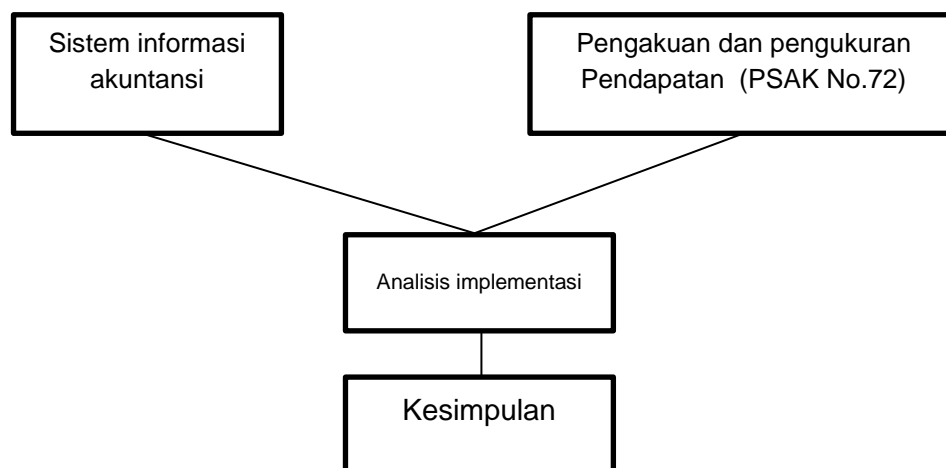 Sistem informasi
akuntansi
Pengakuan dan pengukuran
Pendapatan (PSAK No.72)
Analisis implementasi
Kesimpulan